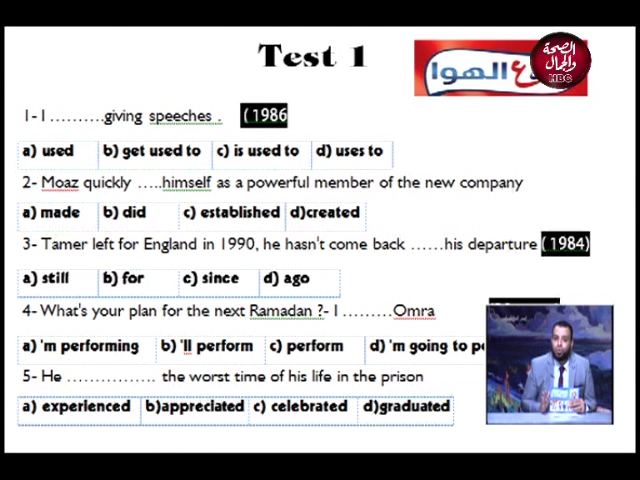 Test 1
الصحة
والجمال
HBC
ع الهوا
1- I ……….giving speeches . ( 1986
a) used b) get used to c) is used to d) uses to
2- Moaz quickly …..himself as a powerful member of the new company
a) made b) did c) established d)created
3- Tamer left for England in 1990, he hasn't come back ……his departure ( 1984)
a) still b) for c) since d) ago
4- What's your plan for the next Ramadan ?- I ………Omra
a) 'm performing b) 'll perform c) perform d) 'm going to pe
5- He ……………. the worst time of his life in the prison
a) experienced b)appreciated c) celebrated d)graduated